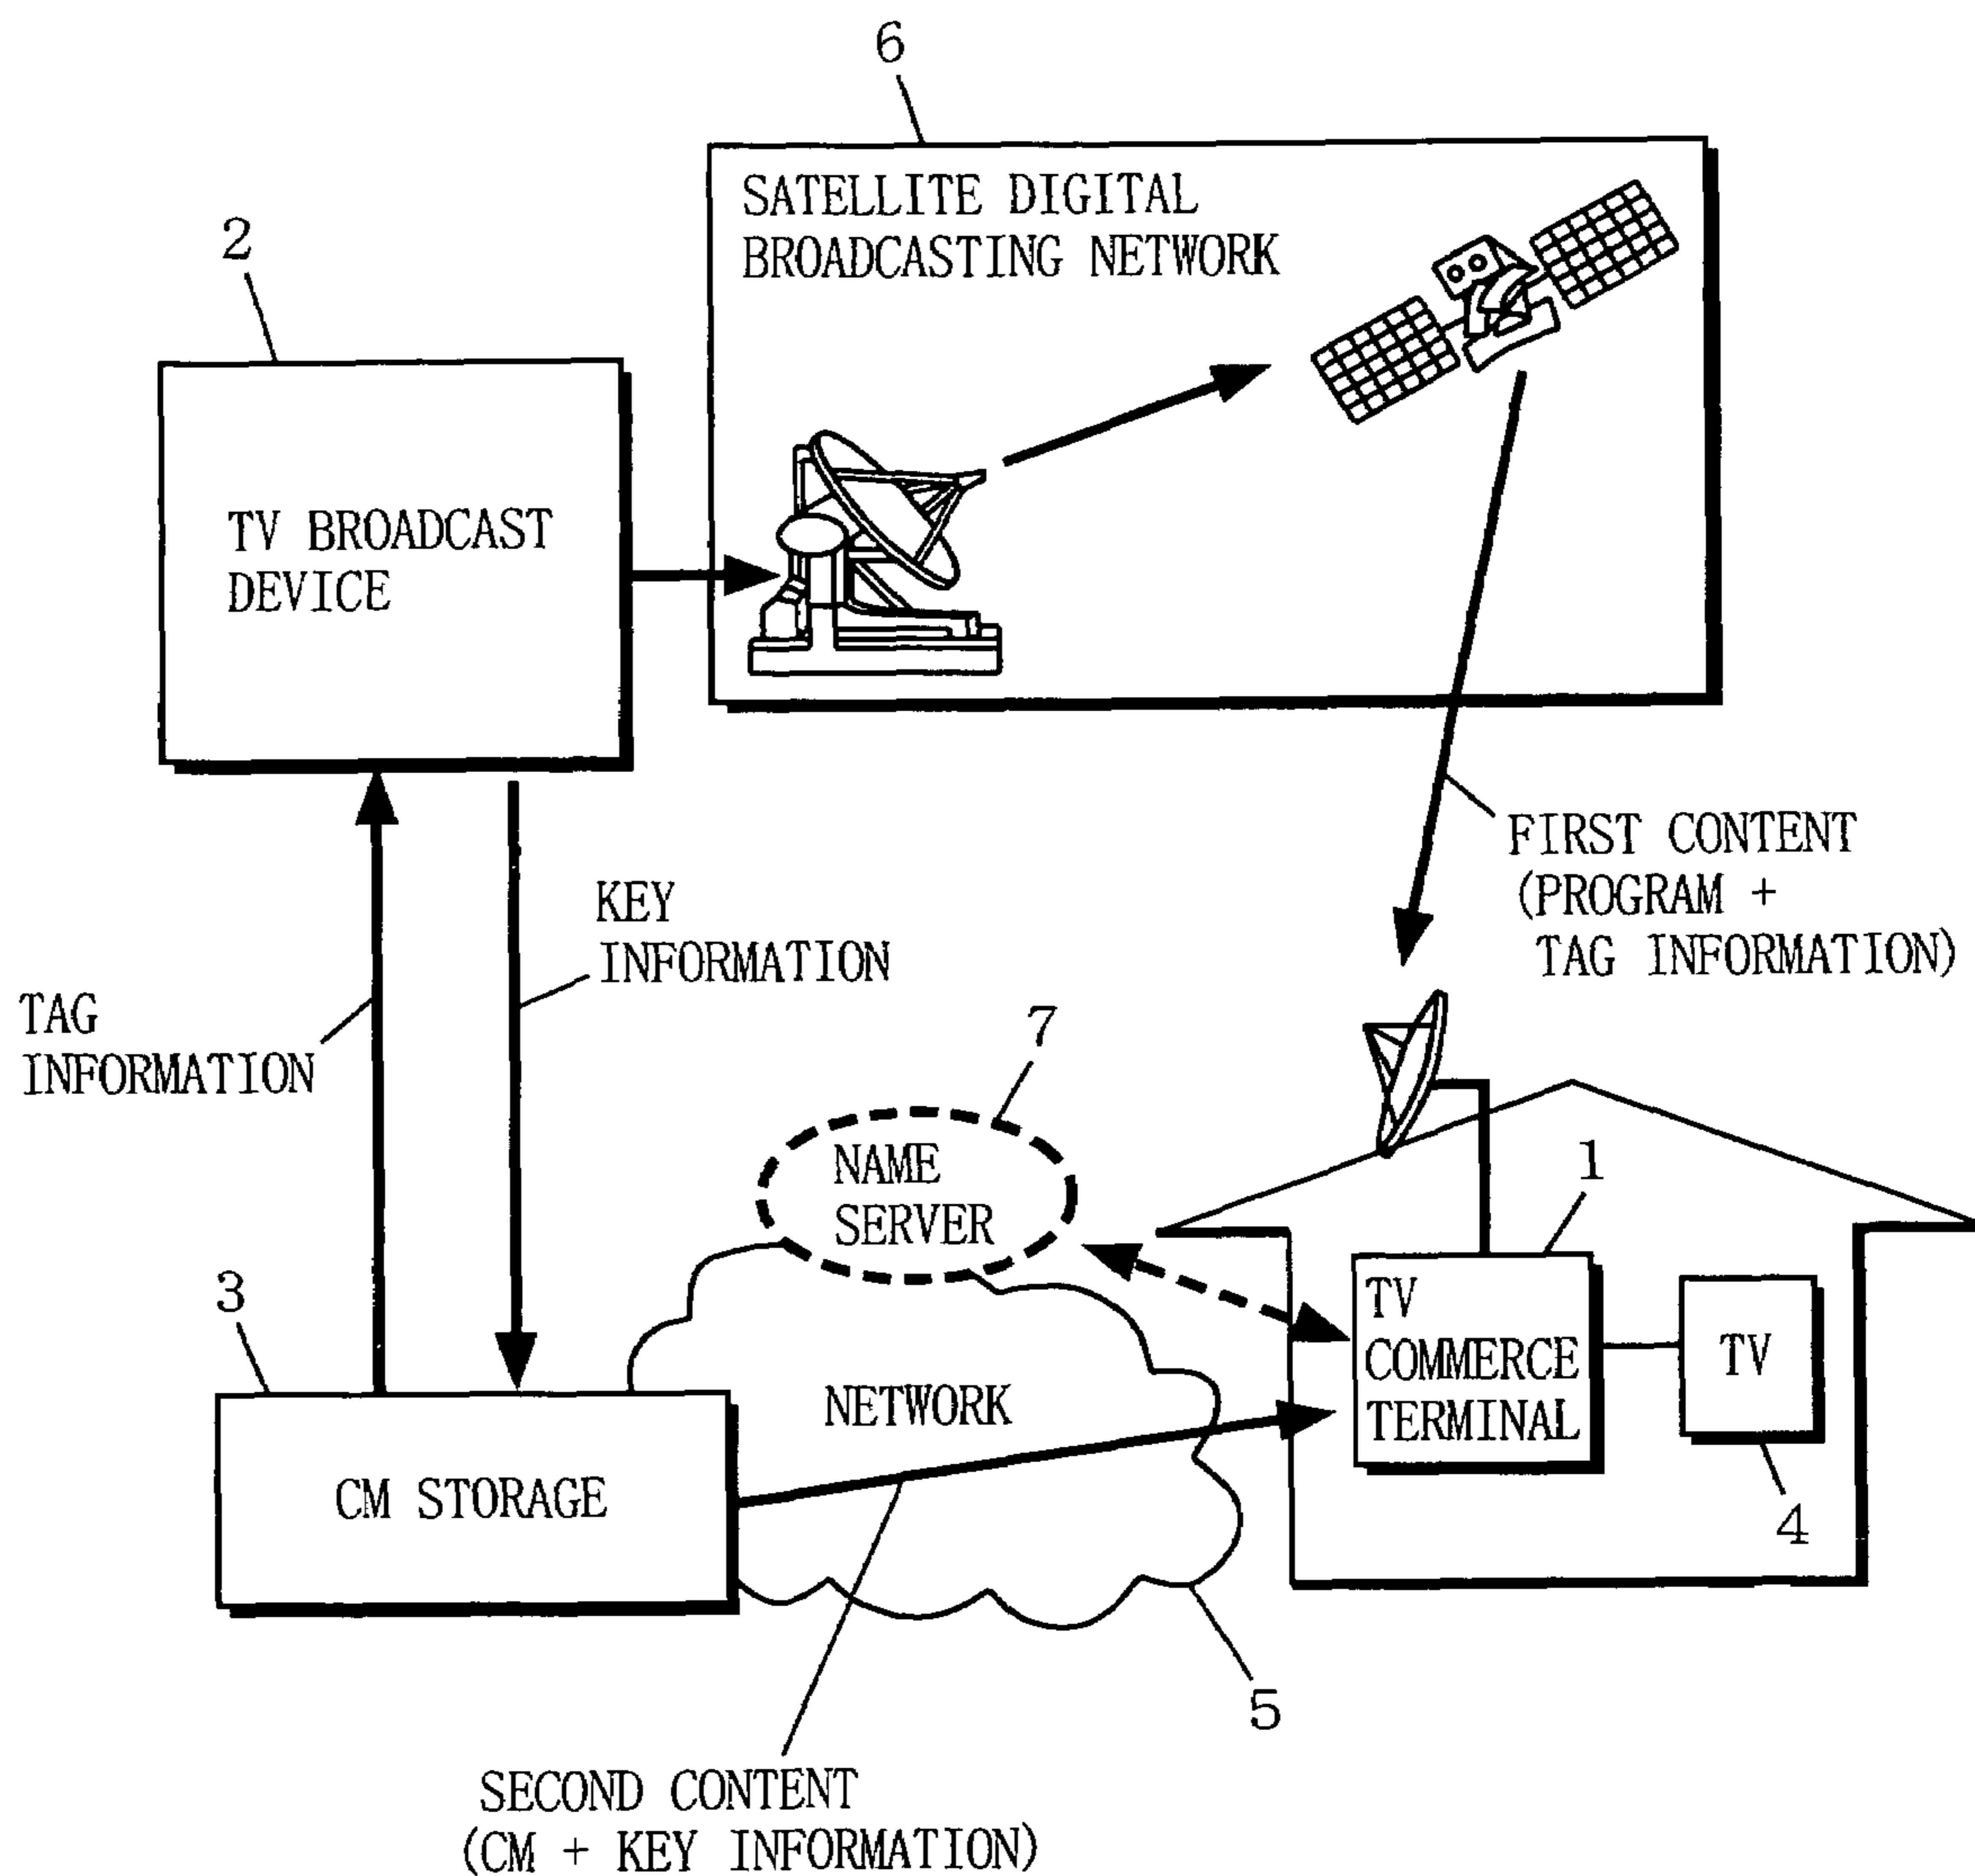 6
SATELLITE DIGITAL
BROADCASTING NETWORK
2
TV BROADCAST
DEVICE
FIRST CONTENT
(PROGRAM +
TAG INFORMATION)
KEY
INFORMATION
TAG
INFORMATION
7
NAME
SERVER
1
TV
COMMERCE
TERMINAL
TV
4
3
NETWORK
CM STORAGE
5
SECOND CONTENT
(CM + KEY INFORMATION)